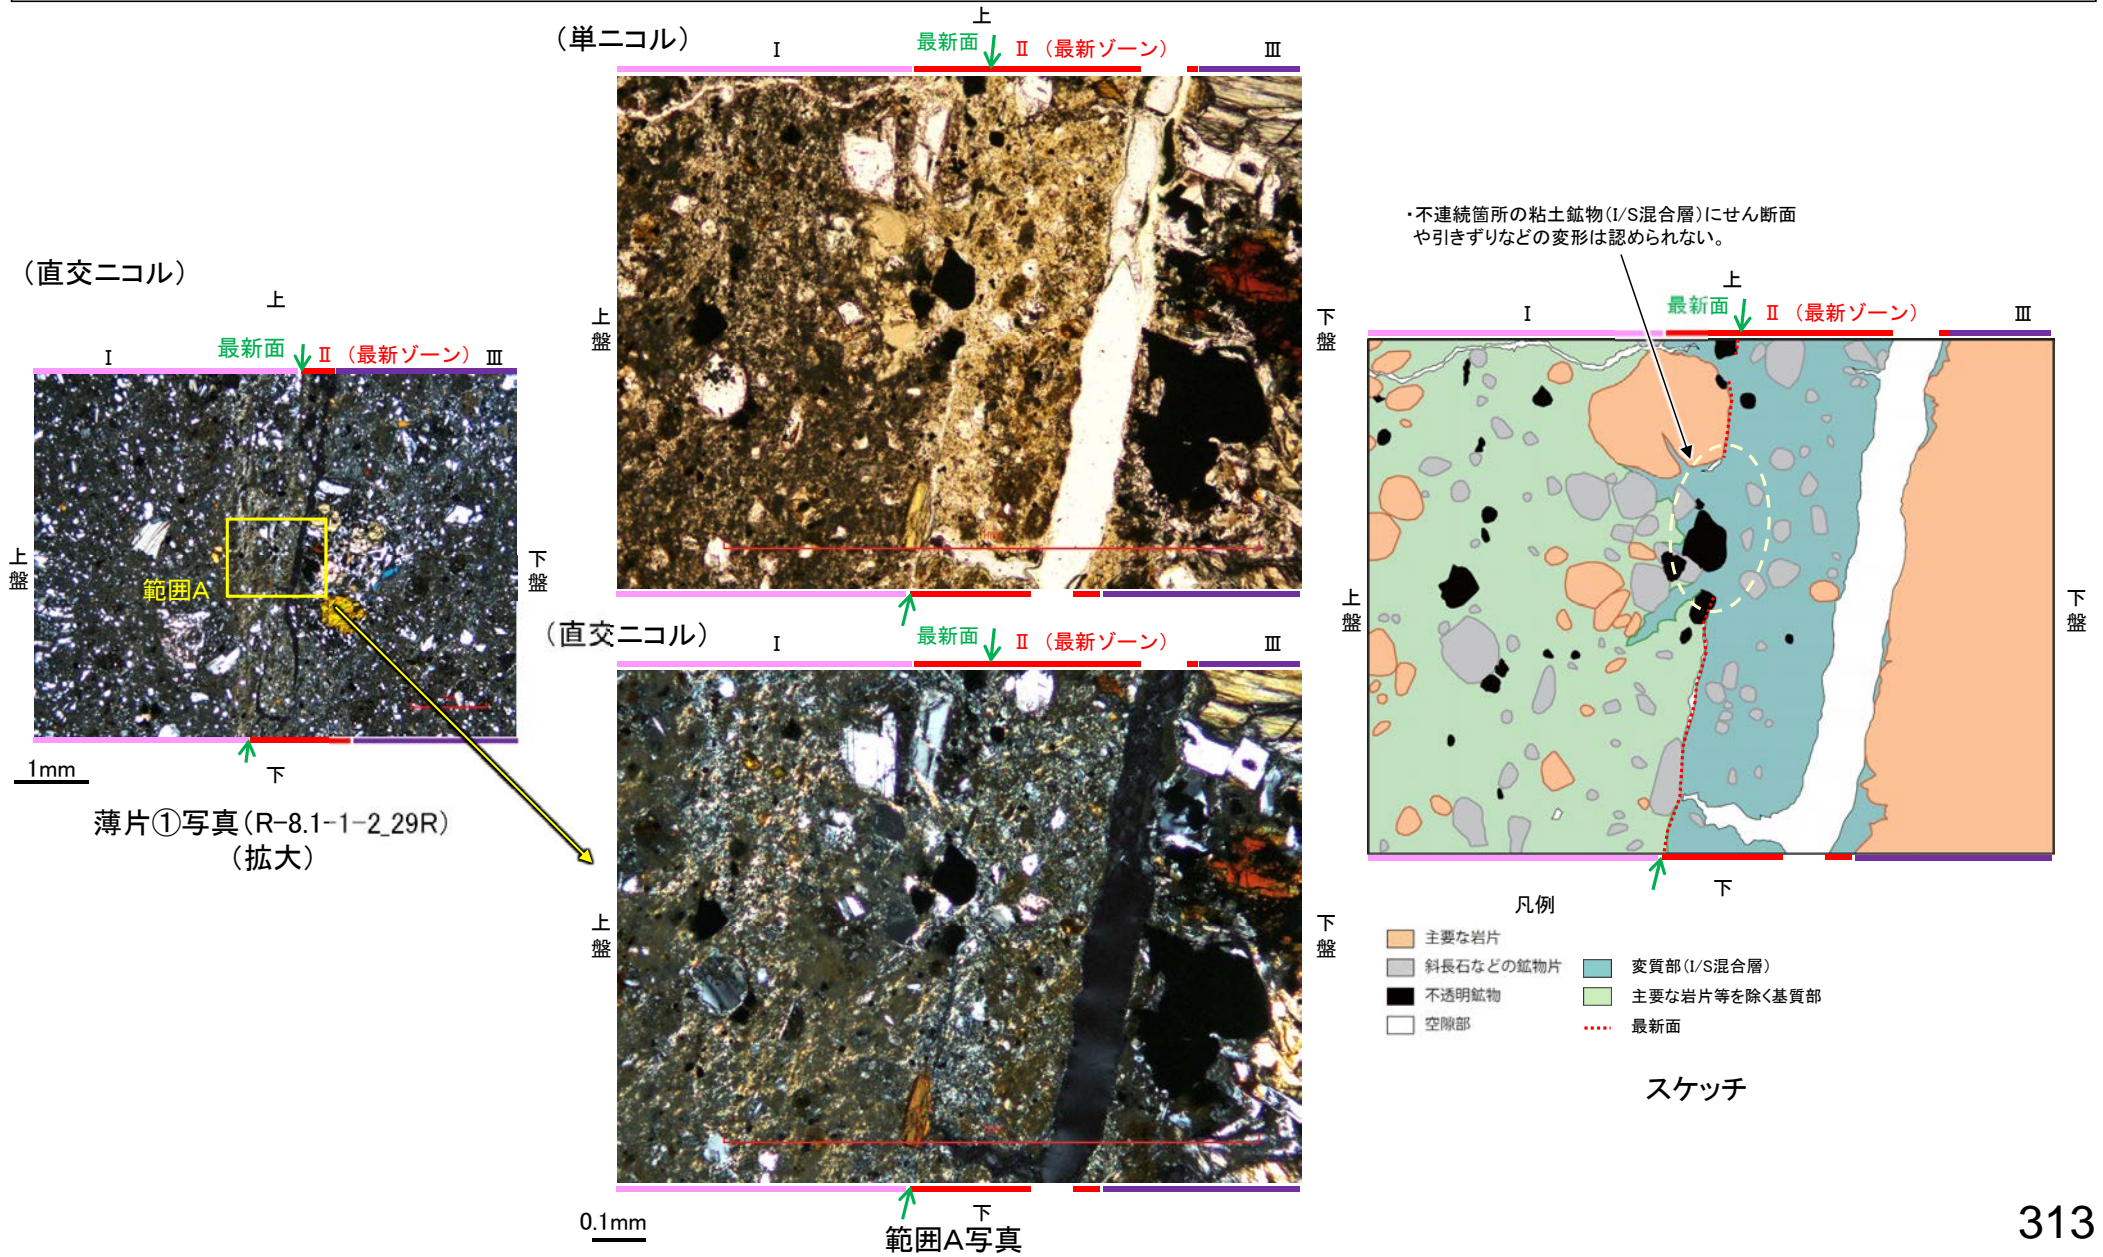 (直交ニコル)
上
最新面
Ⅰ
Ⅱ (最新ゾーン)
Ⅲ
上盤
下盤
範囲A
1mm
下
薄片①写真(R-8.1-1-2_29R)
(拡大)
(単ニコル)
上
最新面
Ⅰ
Ⅱ (最新ゾーン)
Ⅲ
上盤
下盤
(直交ニコル)
Ⅰ
最新面
Ⅱ (最新ゾーン)
Ⅲ
上盤
下盤
0.1mm
下
範囲A写真
・不連続箇所の粘土鉱物(I/S混合層)にせん断面
や引きずりなどの変形は認められない。
上
最新面
Ⅰ
Ⅱ (最新ゾーン)
Ⅲ
上盤
下盤
下
凡例
主要な岩片
斜長石などの鉱物片
不透明鉱物
空隙部
変質部(I/S混合層)
主要な岩片等を除く基質部
最新面
スケッチ
313